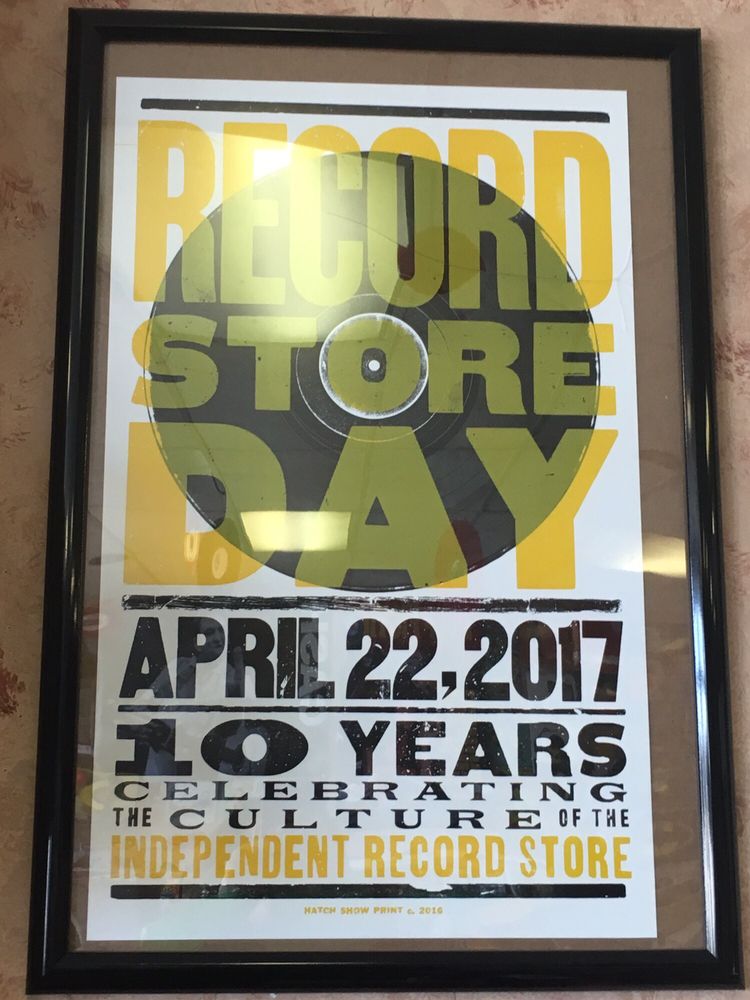 RECORD
STORE
DAY
APRIL 22, 2017
10 YEARS
CELEBRATING
THE CULTURE OF THE
INDEPENDENT RECORD STORE
HATCH SHOW PRINT c. 2016